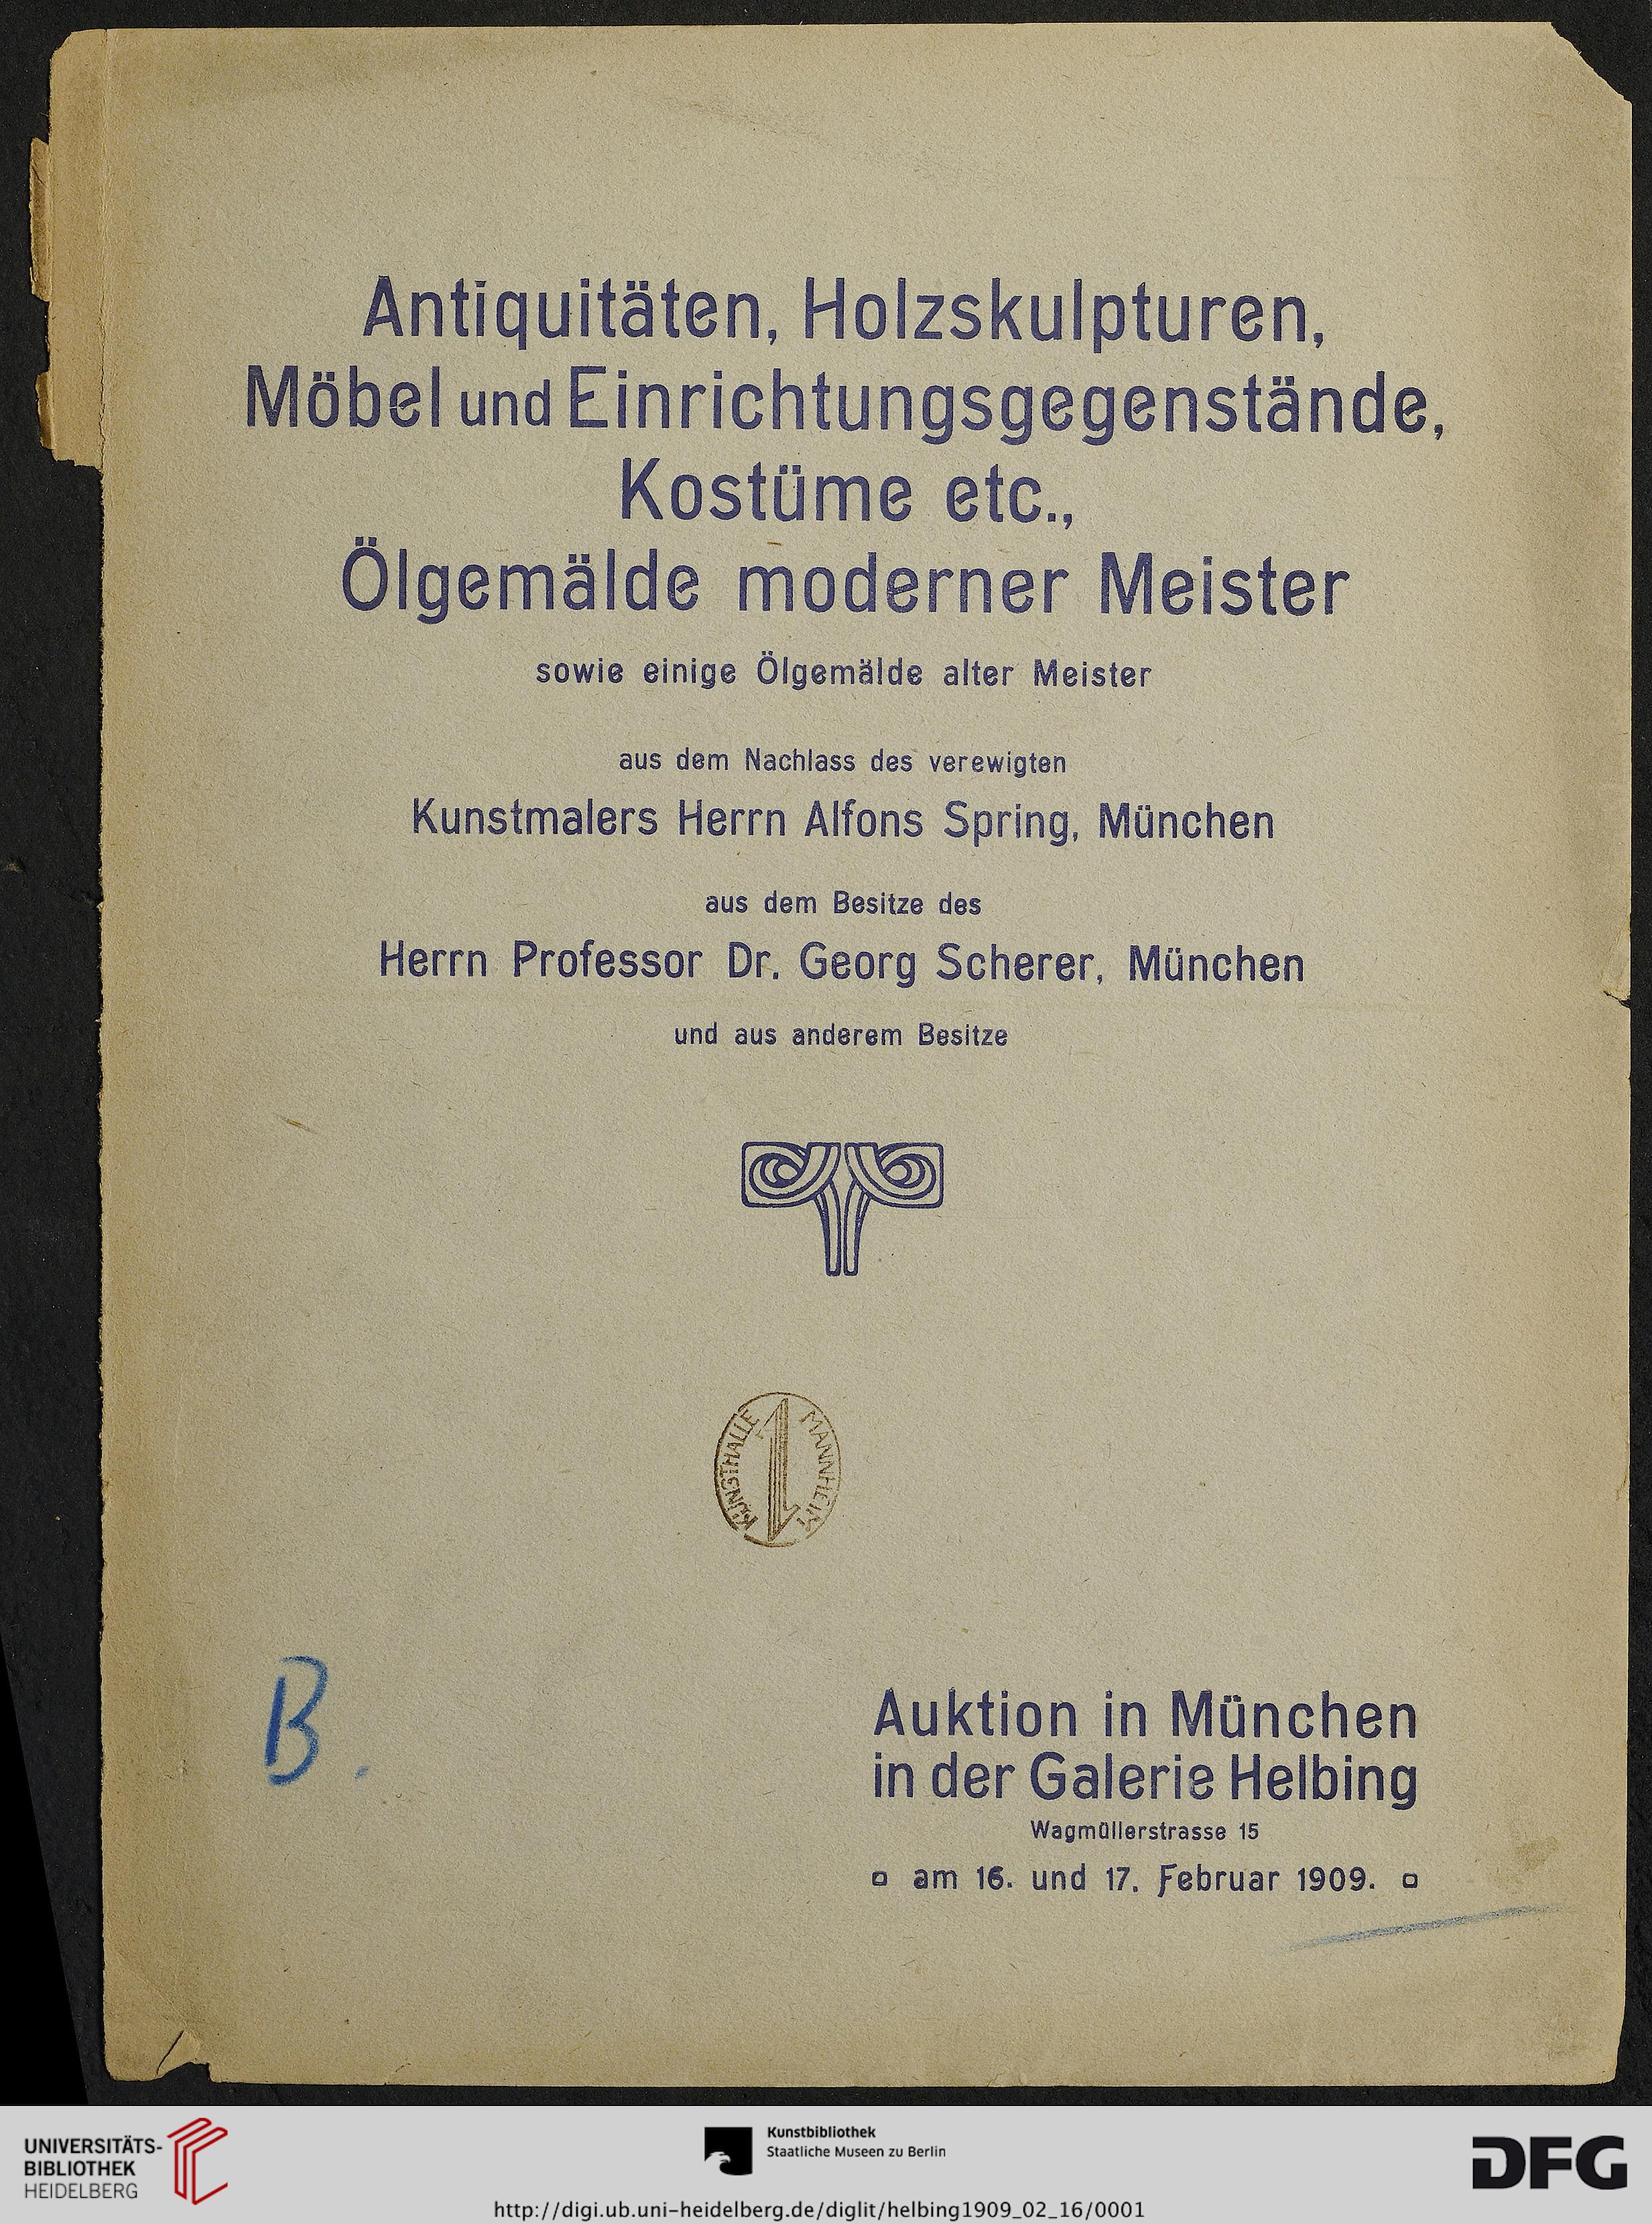 Antiquitäten, Holzskulpturen,
Möbel und Einrichtungsgegenstände,
Kostüme etc.,
Ölgemälde moderner Meister
sowie einige Ölgemälde alter Meister
aus dem Nachlass des verewigten
Kunstmalers Herrn Alfons Spring, München
aus dem Besitze des
Herrn Professor Dr. Georg Scherer, München
und aus anderem Besitze
KUNSTHALLE MANNHEIM
B.
Auktion in München
in der Galerie Helbing
Wagmüllerstrasse 15
am 16. und 17. Februar 1909.
UNIVERSITÄTS-
BIBLIOTHEK
HEIDELBERG
Kunstbibliothek
Staatliche Museen zu Berlin
DFG
http://digi.ub.uni-heidelberg.de/diglit/helbing1909_02_16/0001